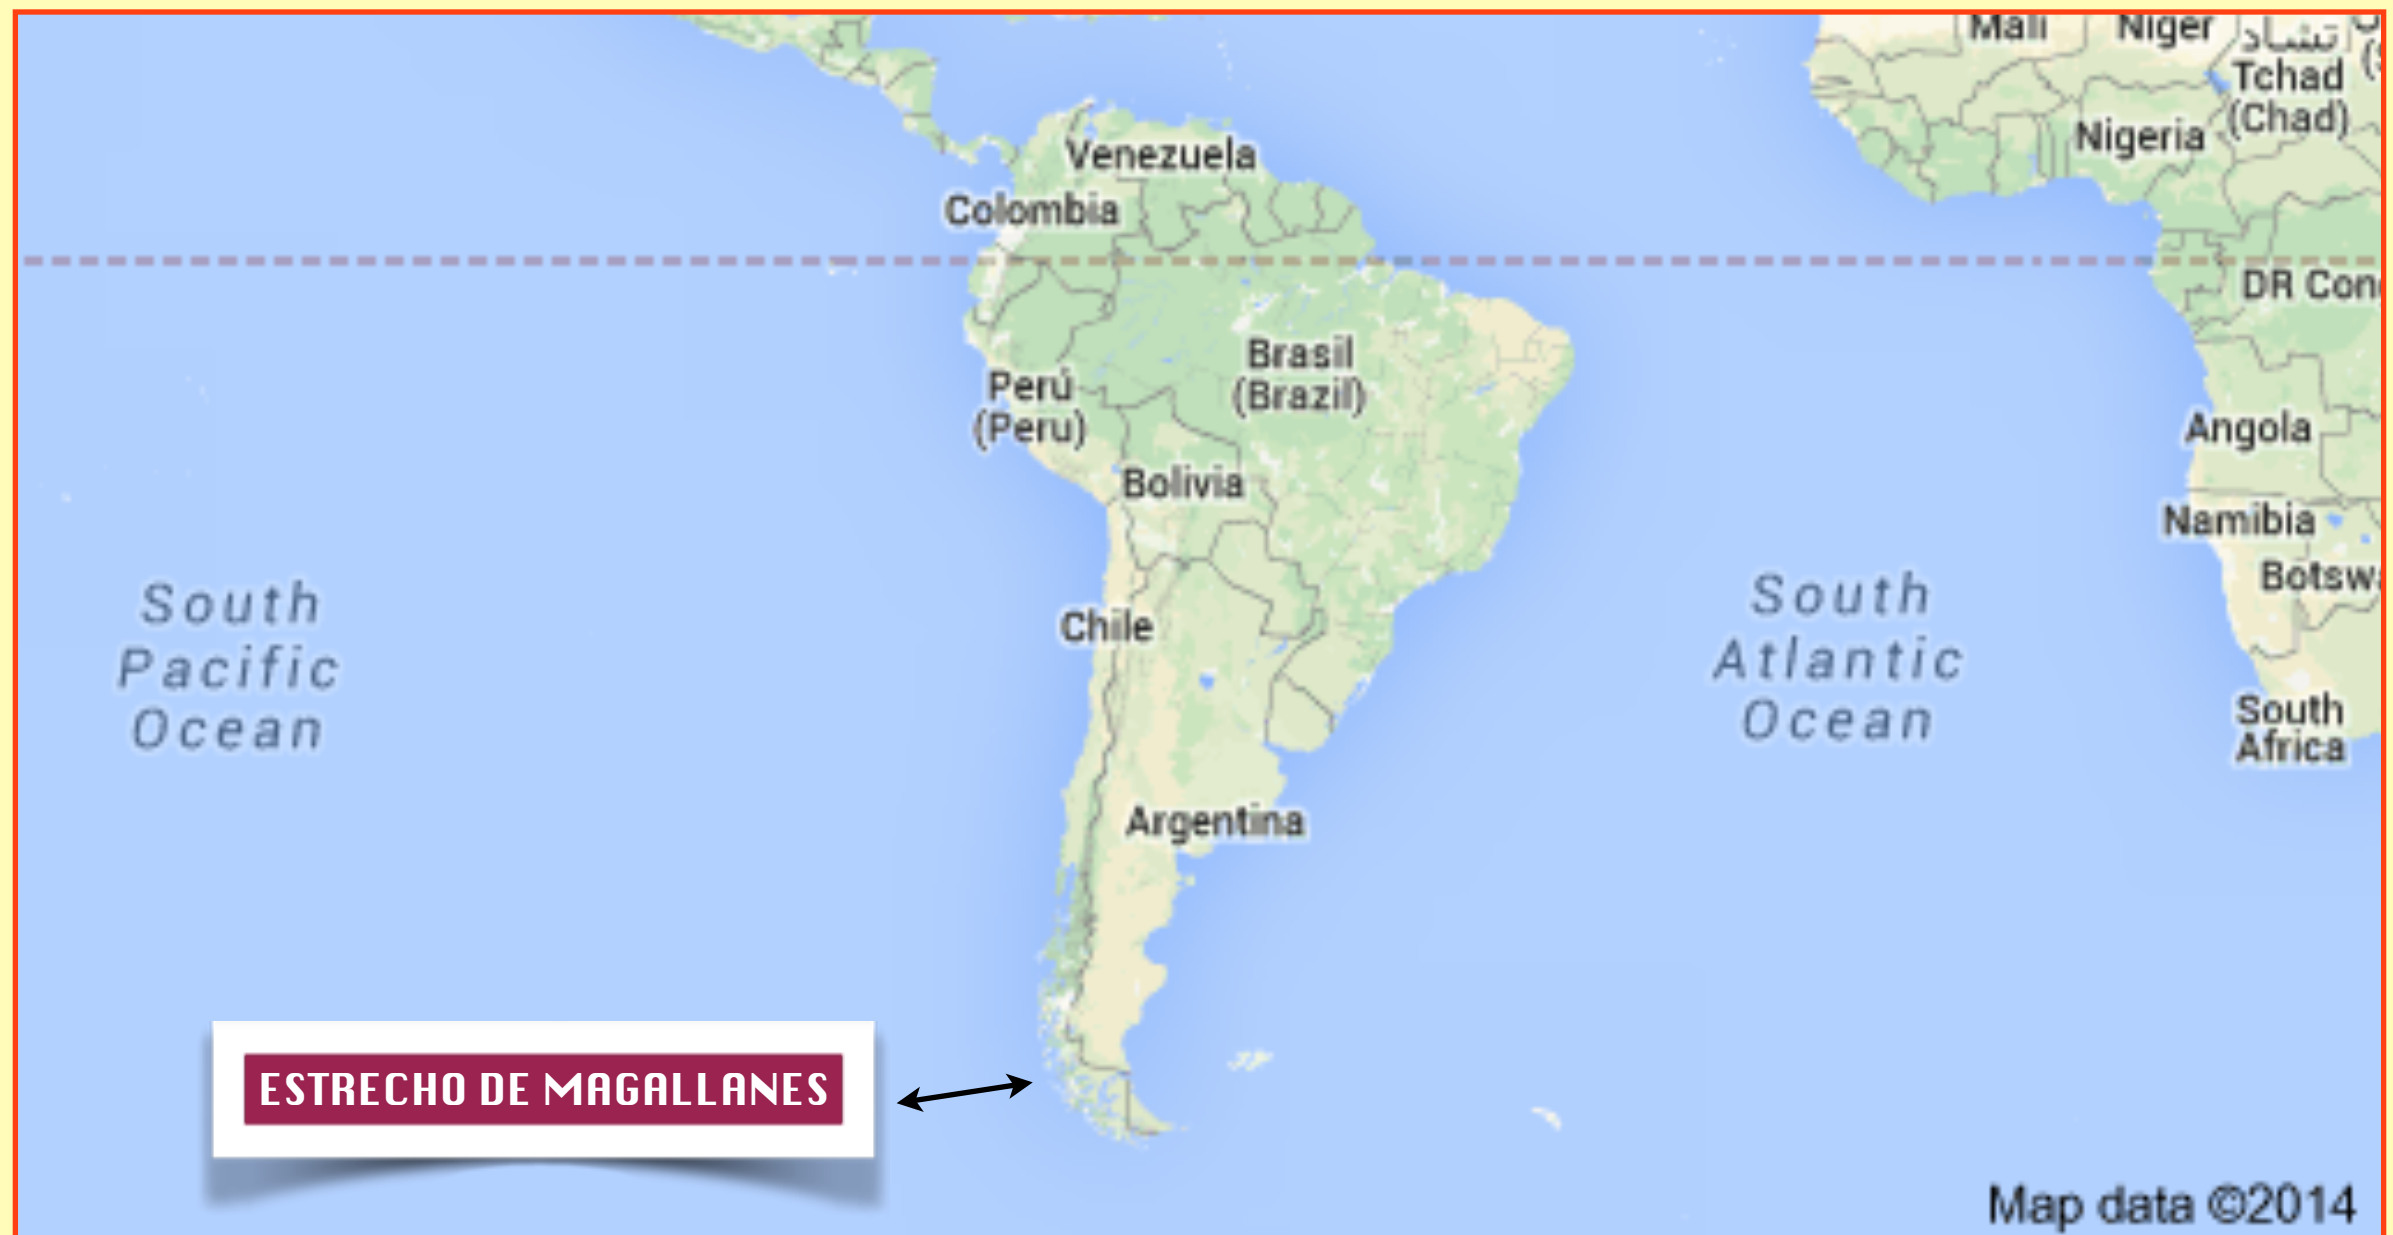 Mali
Niger
تشاد
Tchad
(Chad)
Nigeria
Venezuela
Colombia
DR Con
Brasil
(Brazil)
Perú
(Peru)
Angola
Bolivia
Namibia
Botsw
South
Pacific
Ocean
Chile
South
Atlantic
Ocean
South
Africa
Argentina
ESTRECHO DE MAGALLANES
Map data ©2014